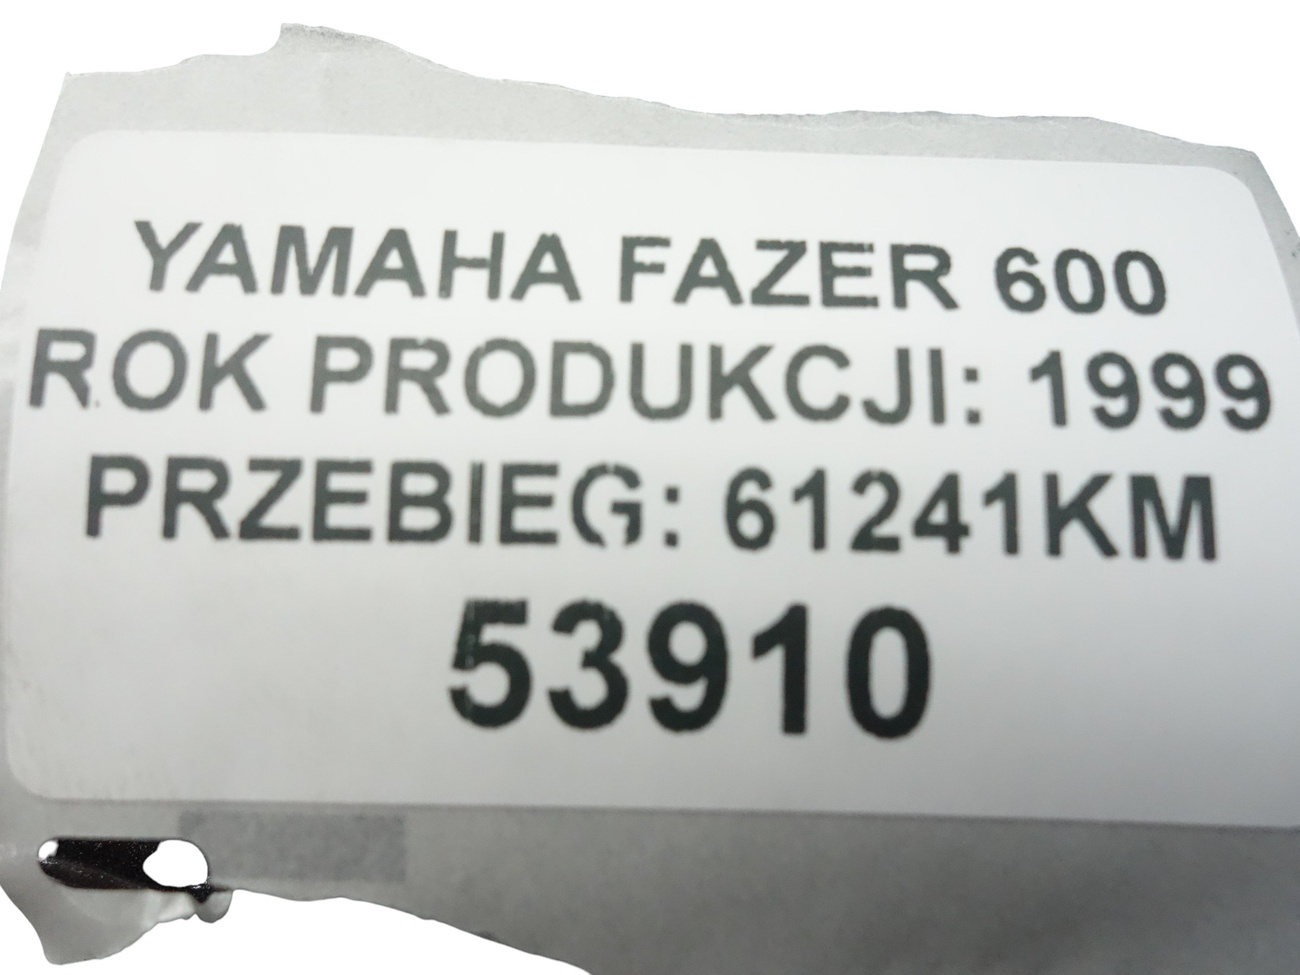 YAMAHA FAZER 600
ROK PRODUKCJI: 1999
PRZEBIEG: 61241KM
53910